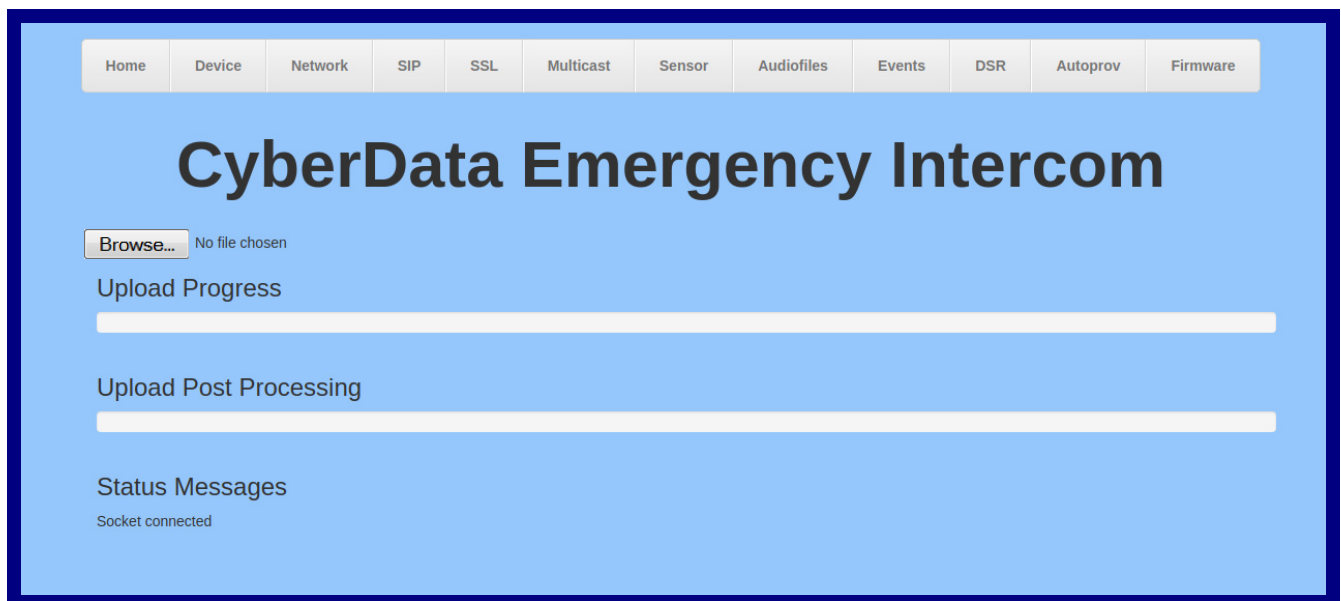 Home Device Network SIP SSL Multicast Sensor Audiofiles Events DSR Autoprov Firmware
CyberData Emergency Intercom
Browse... No file chosen
Upload Progress
Upload Post Processing
Status Messages
Socket connected